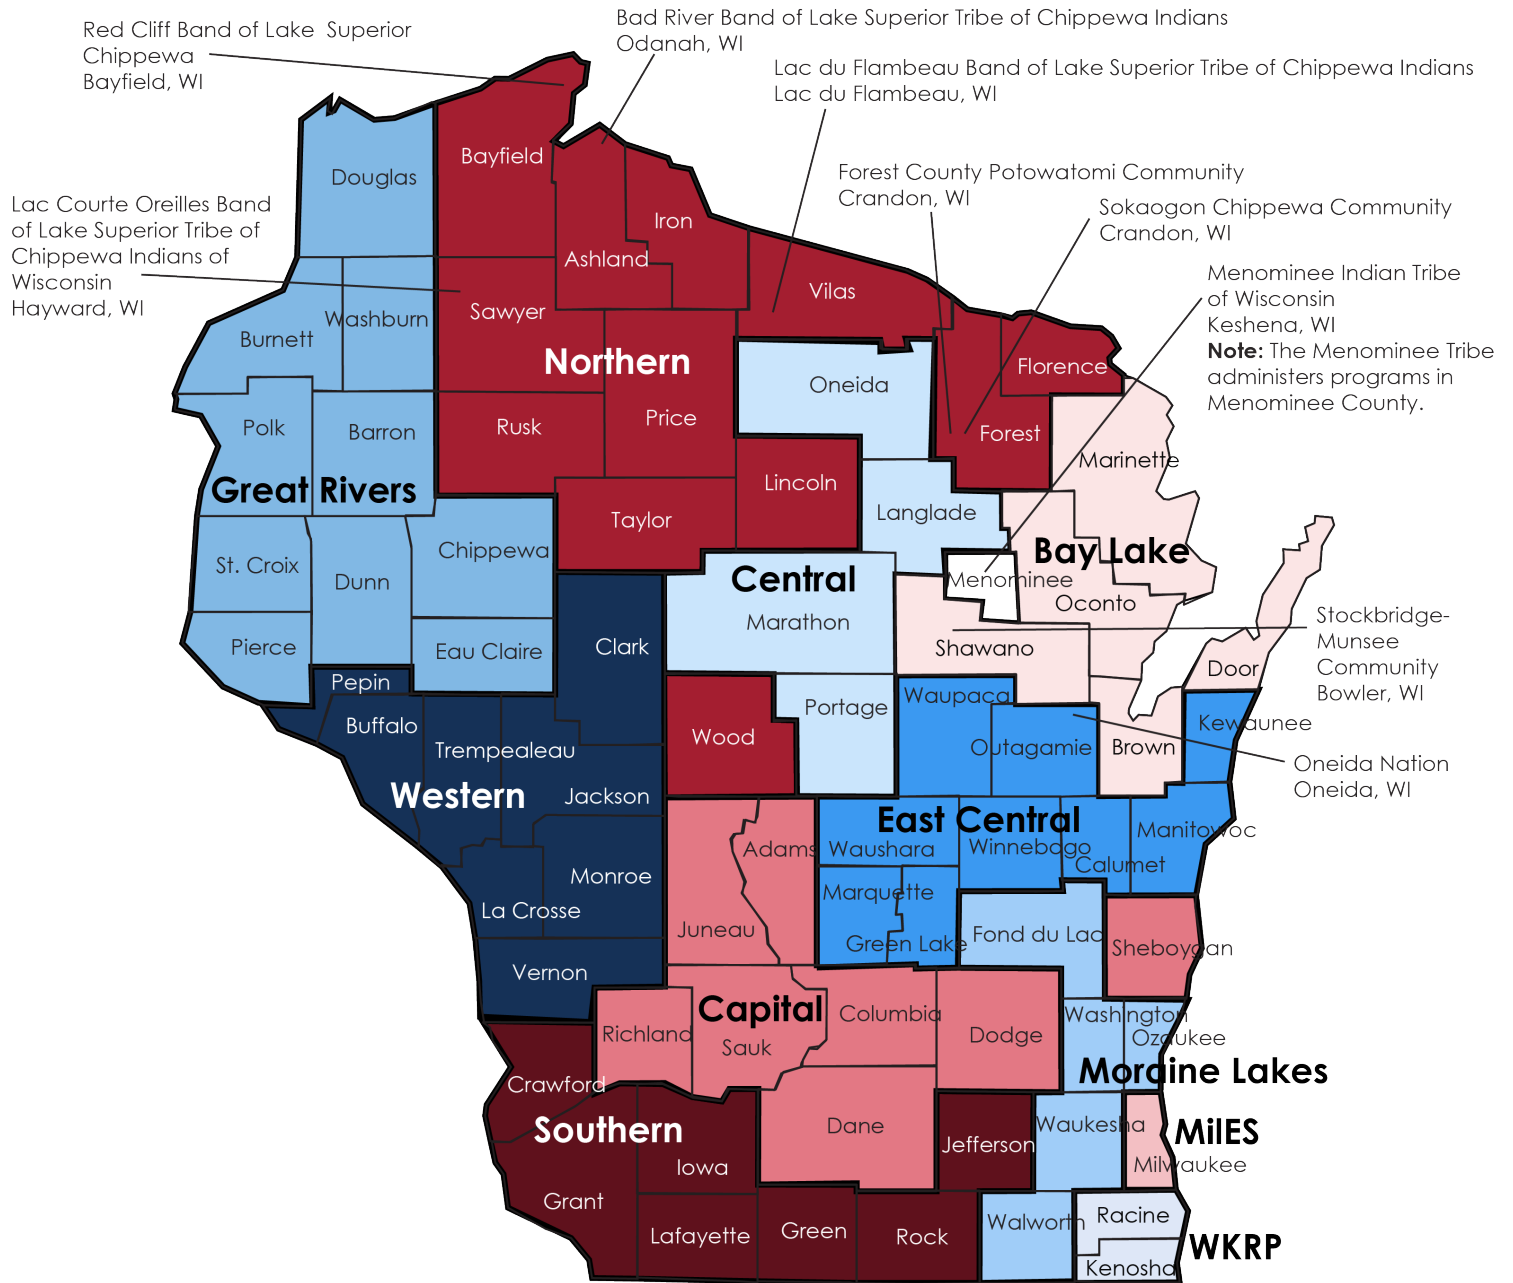 Bad River Band of Lake Superior Tribe of Chippewa Indians
Odanah, WI
Red Cliff Band of Lake  Superior
Chippewa
Bayfield, WI
Lac du Flambeau Band of Lake Superior Tribe of Chippewa Indians
Lac du Flambeau, WI
Forest County Potowatomi Community
Crandon, WI
Sokaogon Chippewa Community
Crandon, WI
Lac Courte Oreilles Band
of Lake Superior Tribe of
Chippewa Indians of
Wisconsin
Hayward, WI
Menominee Indian Tribe
of Wisconsin
Keshena, WI
Note: The Menominee Tribe
administers programs in
Menominee County.
Bayfield
Douglas
Iron
Ashland
Vilas
Sawyer
Washburn
Burnett
Northern
Florence
Oneida
Price
Rusk
Polk
Barron
Forest
Marinette
Great Rivers
Lincoln
Langlade
Taylor
Chippewa
Bay Lake
St. Croix
Dunn
Central
Menominee
Oconto
Marathon
Stockbridge-
Munsee
Community
Bowler, WI
Pierce
Eau Claire
Clark
Shawano
Door
Pepin
Waupaca
Portage
Buffalo
Kewaunee
Wood
Trempealeau
Outagamie
Brown
Oneida Nation
Oneida, WI
Western
Jackson
East Central
Manitowoc
Adams
Waushara
Winnebago
Calumet
Monroe
Marquette
La Crosse
Juneau
Green Lake
Fond du Lac
Sheboygan
Vernon
Capital
Columbia
Washington
Richland
Sauk
Dodge
Ozaukee
Moraine Lakes
Crawford
Southern
Dane
Waukesha
MilES
Jefferson
Iowa
Milwaukee
Grant
Racine
Walworth
Lafayette
Green
Rock
WKRP
Kenosha